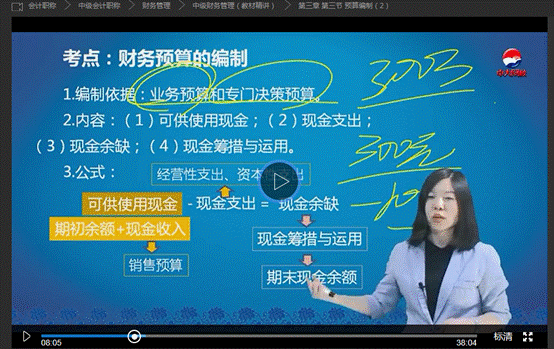 会计职称 > 中级会计职称 > 财务管理 > 中级财务管理（教材精讲） > 第三章 第三节 预算编制（2）
考点：财务预算的编制
1.编制依据：业务预算和专门决策预算。
2.内容：（1）可供使用现金；（2）现金支出；
（3）现金余缺；（4）现金筹措与运用。
3.公式：
经营性支出、资本性支出
可供使用现金 - 现金支出 = 现金余缺
期初余额+现金收入
现金筹措与运用
销售预算
期末现金余额
08:05
38:04
标清